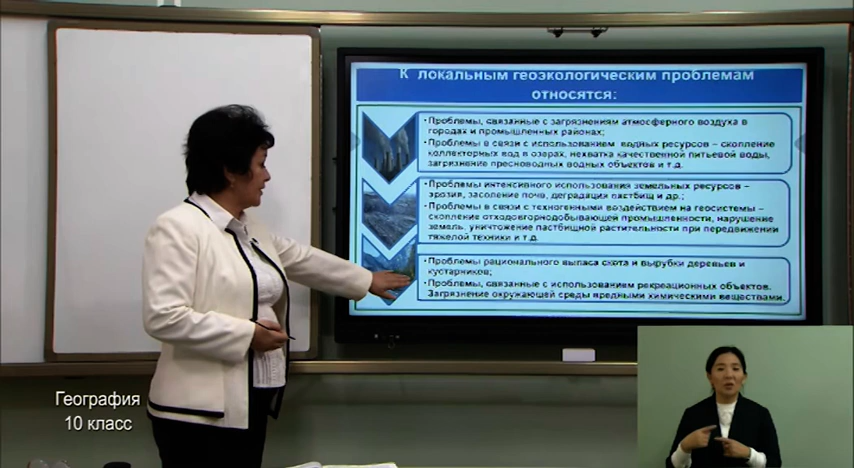 К локальным геоэкологическим проблемам
относятся:
• Проблемы, связанные с загрязнениям атмосферного воздуха в
городах и промышленных районах;
• Проблемы в связи с использованием водных ресурсов – скопление
коллекторных вод в озерах, нехватка качественной питьевой воды,
загрязнение пресноводных водных объектов и т.д.
• Проблемы интенсивного использования земельных ресурсов –
эрозия, засоление почв, деградация пастбищ и др.;
• Проблемы в связи с техногенными воздействием на геосистемы –
скопление отходовгорнодобывающей промышленности, нарушение
земель, уничтожение пастбищной растительности при передвижении
тяжелой техники и т.д.
• Проблемы рационального выпаса скота и вырубки деревьев и
кустарников;
• Проблемы, связанные с использованием рекреационных объектов.
Загрязнение окружающей среды вредными химическими веществами.
География
10 класс